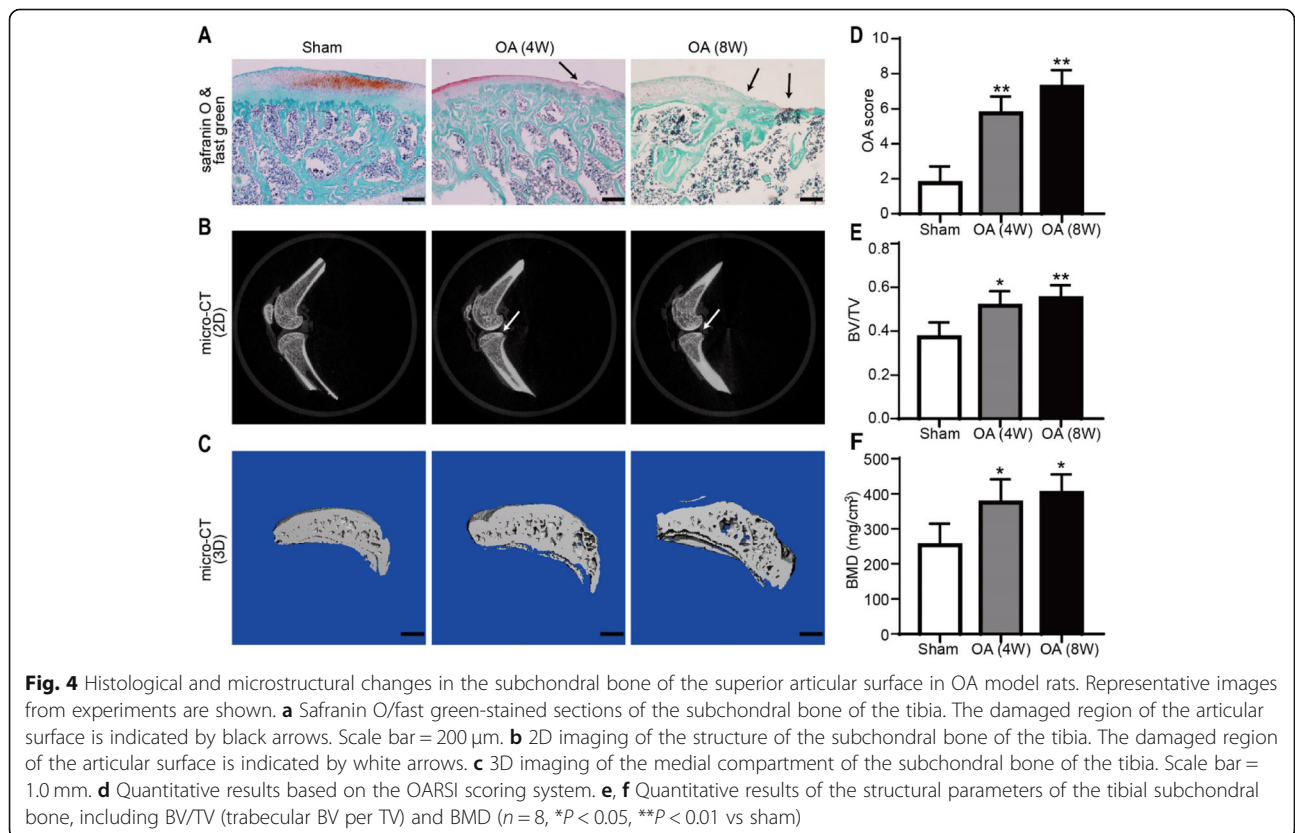 A
Sham
OA (4W)
OA (8W)
safranin O &
fast green
B
micro-CT
(2D)
C
micro-CT
(3D)
D
10
8
6
4
2
0
OA score
**
**
Sham
OA (4W)
OA (8W)
E
0.8
0.6
0.4
0.2
0.0
BV/TV
*
**
Sham
OA (4W)
OA (8W)
F
500
400
300
200
100
0
BMD (mg/cm³)
*
*
Sham
OA (4W)
OA (8W)
Fig. 4 Histological and microstructural changes in the subchondral bone of the superior articular surface in OA model rats. Representative images
from experiments are shown. a Safranin O/fast green-stained sections of the subchondral bone of the tibia. The damaged region of the articular
surface is indicated by black arrows. Scale bar = 200 μm. b 2D imaging of the structure of the subchondral bone of the tibia. The damaged region
of the articular surface is indicated by white arrows. c 3D imaging of the medial compartment of the subchondral bone of the tibia. Scale bar =
1.0 mm. d Quantitative results based on the OARSI scoring system. e, f Quantitative results of the structural parameters of the tibial subchondral
bone, including BV/TV (trabecular BV per TV) and BMD (n = 8, *P < 0.05, **P < 0.01 vs sham)